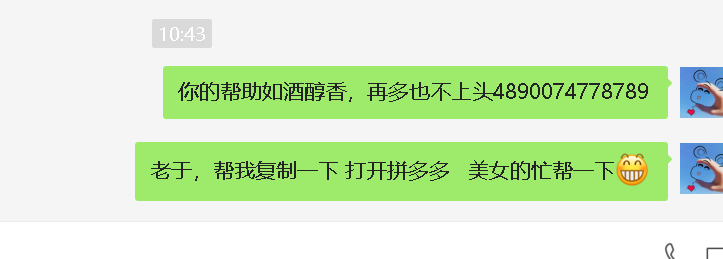 10:43
你的帮助如酒醇香，再多也不上头4890074778789
老于，帮我复制一下 打开拼多多 美女的忙帮一下😁